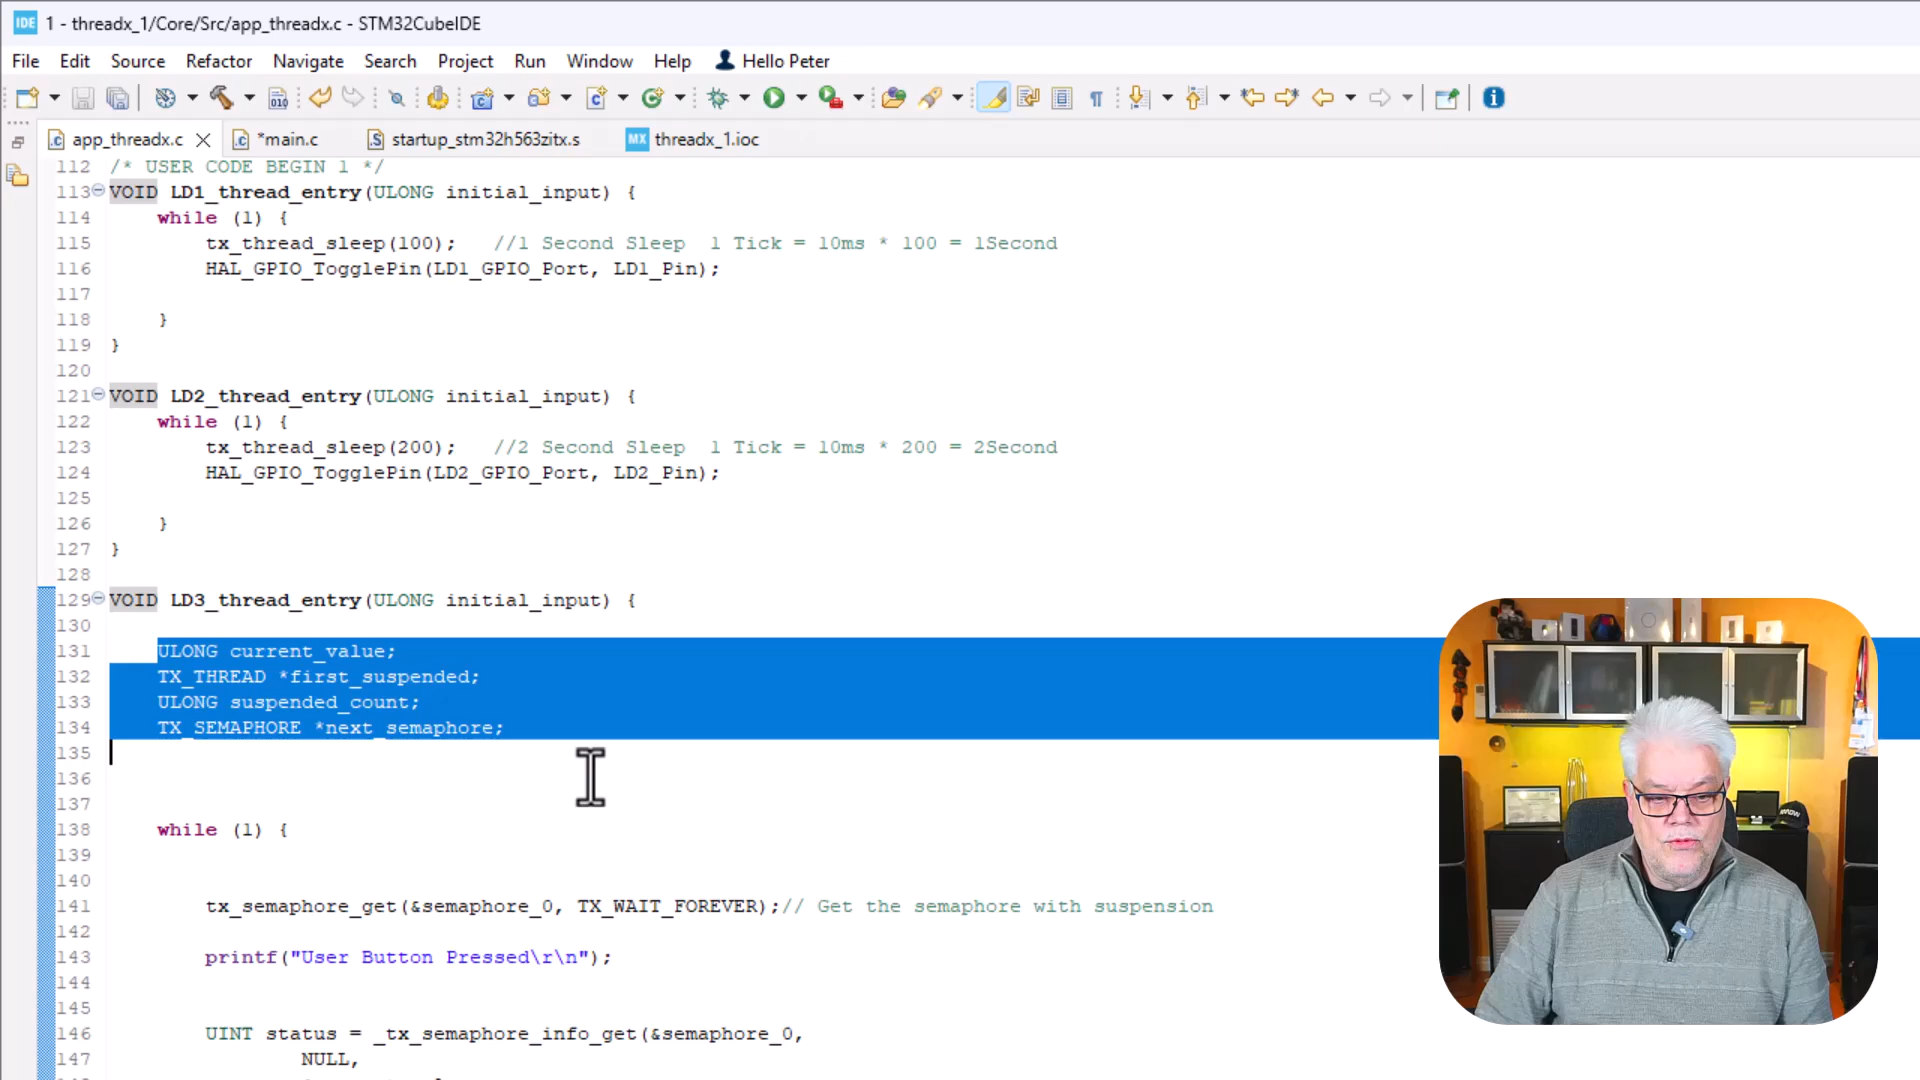 IDE 1 - threadx_1/Core/Src/app_threadx.c - STM32CubeIDE
File Edit Source Refactor Navigate Search Project Run Window Help Hello Peter
010
app_threadx.c *main.c startup_stm32h563zitx.s MX threadx_1.ioc
112 /* USER CODE BEGIN 1 */
113 VOID LD1_thread_entry(ULONG initial_input) {
114 while (1) {
115 tx_thread_sleep(100); //1 Second Sleep 1 Tick = 10ms * 100 = 1Second
116 HAL_GPIO_TogglePin(LD1_GPIO_Port, LD1_Pin);
117
118 }
119 }
120
121 VOID LD2_thread_entry(ULONG initial_input) {
122 while (1) {
123 tx_thread_sleep(200); //2 Second Sleep 1 Tick = 10ms * 200 = 2Second
124 HAL_GPIO_TogglePin(LD2_GPIO_Port, LD2_Pin);
125
126 }
127 }
128
129 VOID LD3_thread_entry(ULONG initial_input) {
130
131 ULONG current_value;
132 TX_THREAD *first_suspended;
133 ULONG suspended_count;
134 TX_SEMAPHORE *next_semaphore;
135
136
137
138 while (1) {
139
140
141 tx_semaphore_get(&semaphore_0, TX_WAIT_FOREVER);// Get the semaphore with suspension
142
143 printf("User Button Pressed\r\n");
144
145
146 UINT status = _tx_semaphore_info_get(&semaphore_0,
147 NULL,